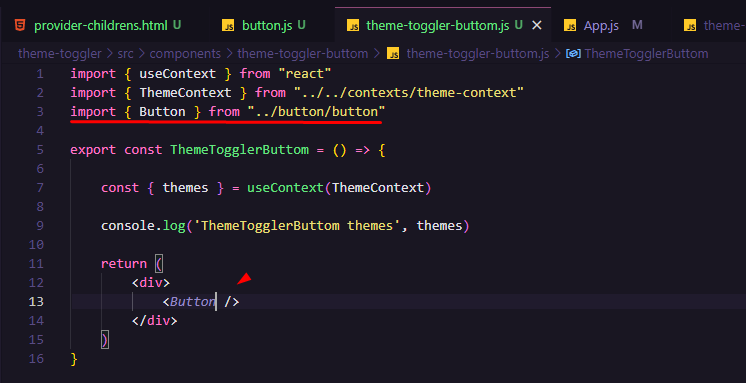 provider-childrens.html U button.js U theme-toggler-buttom.js U App.js M theme-
theme-toggler > src > components > theme-toggler-buttom > JS theme-toggler-buttom.js > ThemeTogglerButtom
1 import { useContext } from "react"
2 import { ThemeContext } from "../../contexts/theme-context"
3 import { Button } from "../button/button"
4
5 export const ThemeTogglerButtom = () => {
6
7 const { themes } = useContext(ThemeContext)
8
9 console.log('ThemeTogglerButtom themes', themes)
10
11 return (
12 <div>
13 <Button />
14 </div>
15 )
16 }